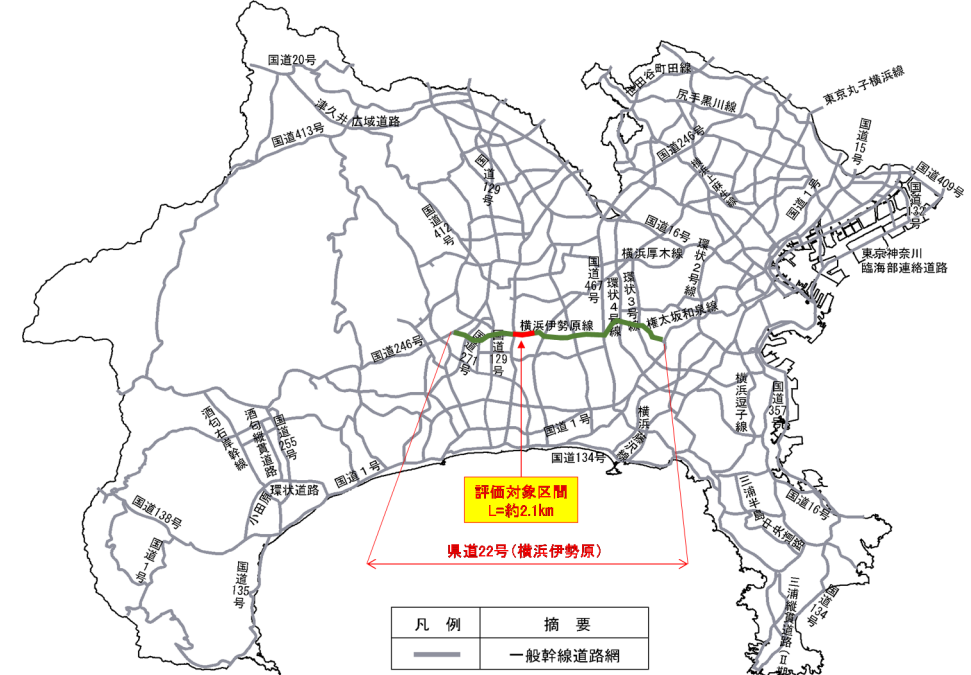 国道20号
津久井広域道路
国道413号
国道129号
国道412号
世田谷町田線
尻手黒川線
東京丸子横浜線
国道246号
横浜上麻生線
国道15号
国道409号
国道132号
国道1号
国道16号
東京神奈川
臨海部連絡道路
横浜厚木線
環状2号線
国道467号
環状4号線
環状3号線
権太坂和泉線
横浜伊勢原線
国道246号
国道271号
国道129号
横浜逗子線
国道357号
酒匂右岸幹線
酒匂縦貫道路
国道255号
国道1号
横浜藤沢線
国道134号
国道1号
小田原
環状道路
評価対象区間
L=約2.1km
三浦半島中央道路
国道16号
国道138号
国道1号
国道135号
県道22号(横浜伊勢原)
三浦縦貫道路(Ⅱ期
国道134号
凡 例
摘 要
一般幹線道路網